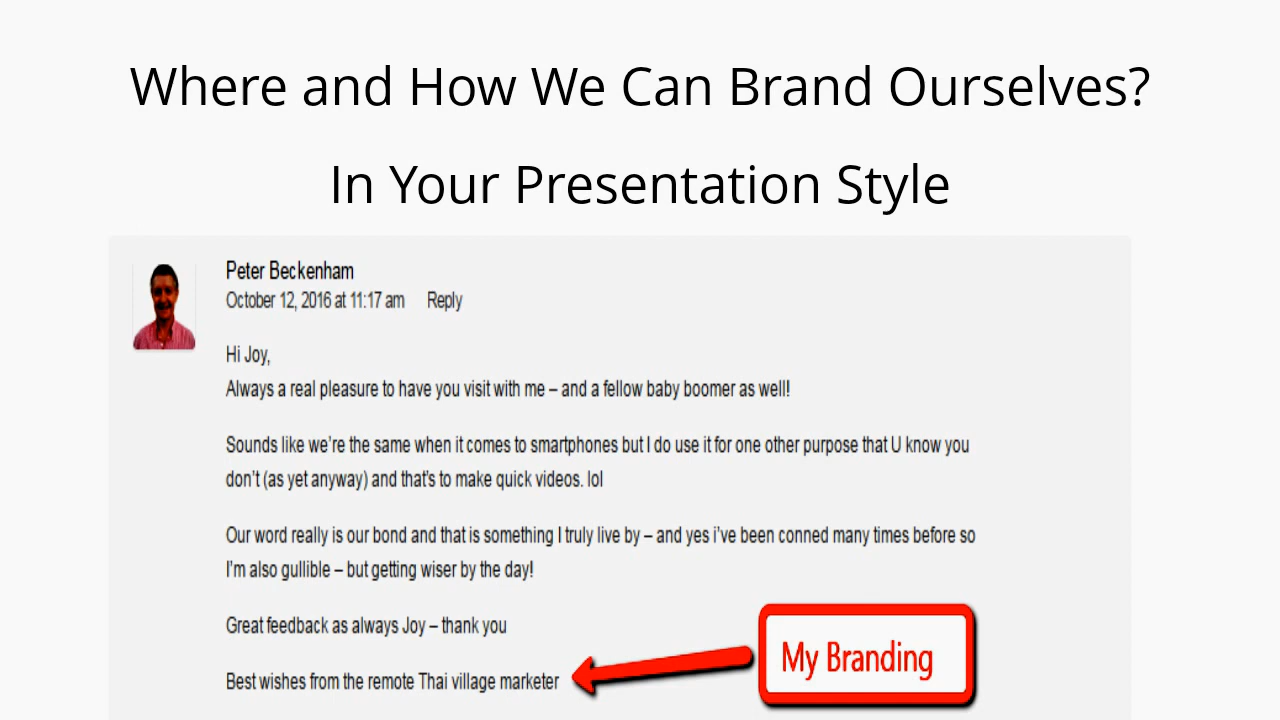 Where and How We Can Brand Ourselves?
In Your Presentation Style
Peter Beckenham
October 12, 2016 at 11:17 am Reply
Hi Joy,
Always a real pleasure to have you visit with me – and a fellow baby boomer as well!
Sounds like we're the same when it comes to smartphones but I do use it for one other purpose that U know you
don't (as yet anyway) and that's to make quick videos. lol
Our word really is our bond and that is something I truly live by – and yes i've been conned many times before so
I'm also gullible – but getting wiser by the day!
Great feedback as always Joy – thank you
Best wishes from the remote Thai village marketer
My Branding